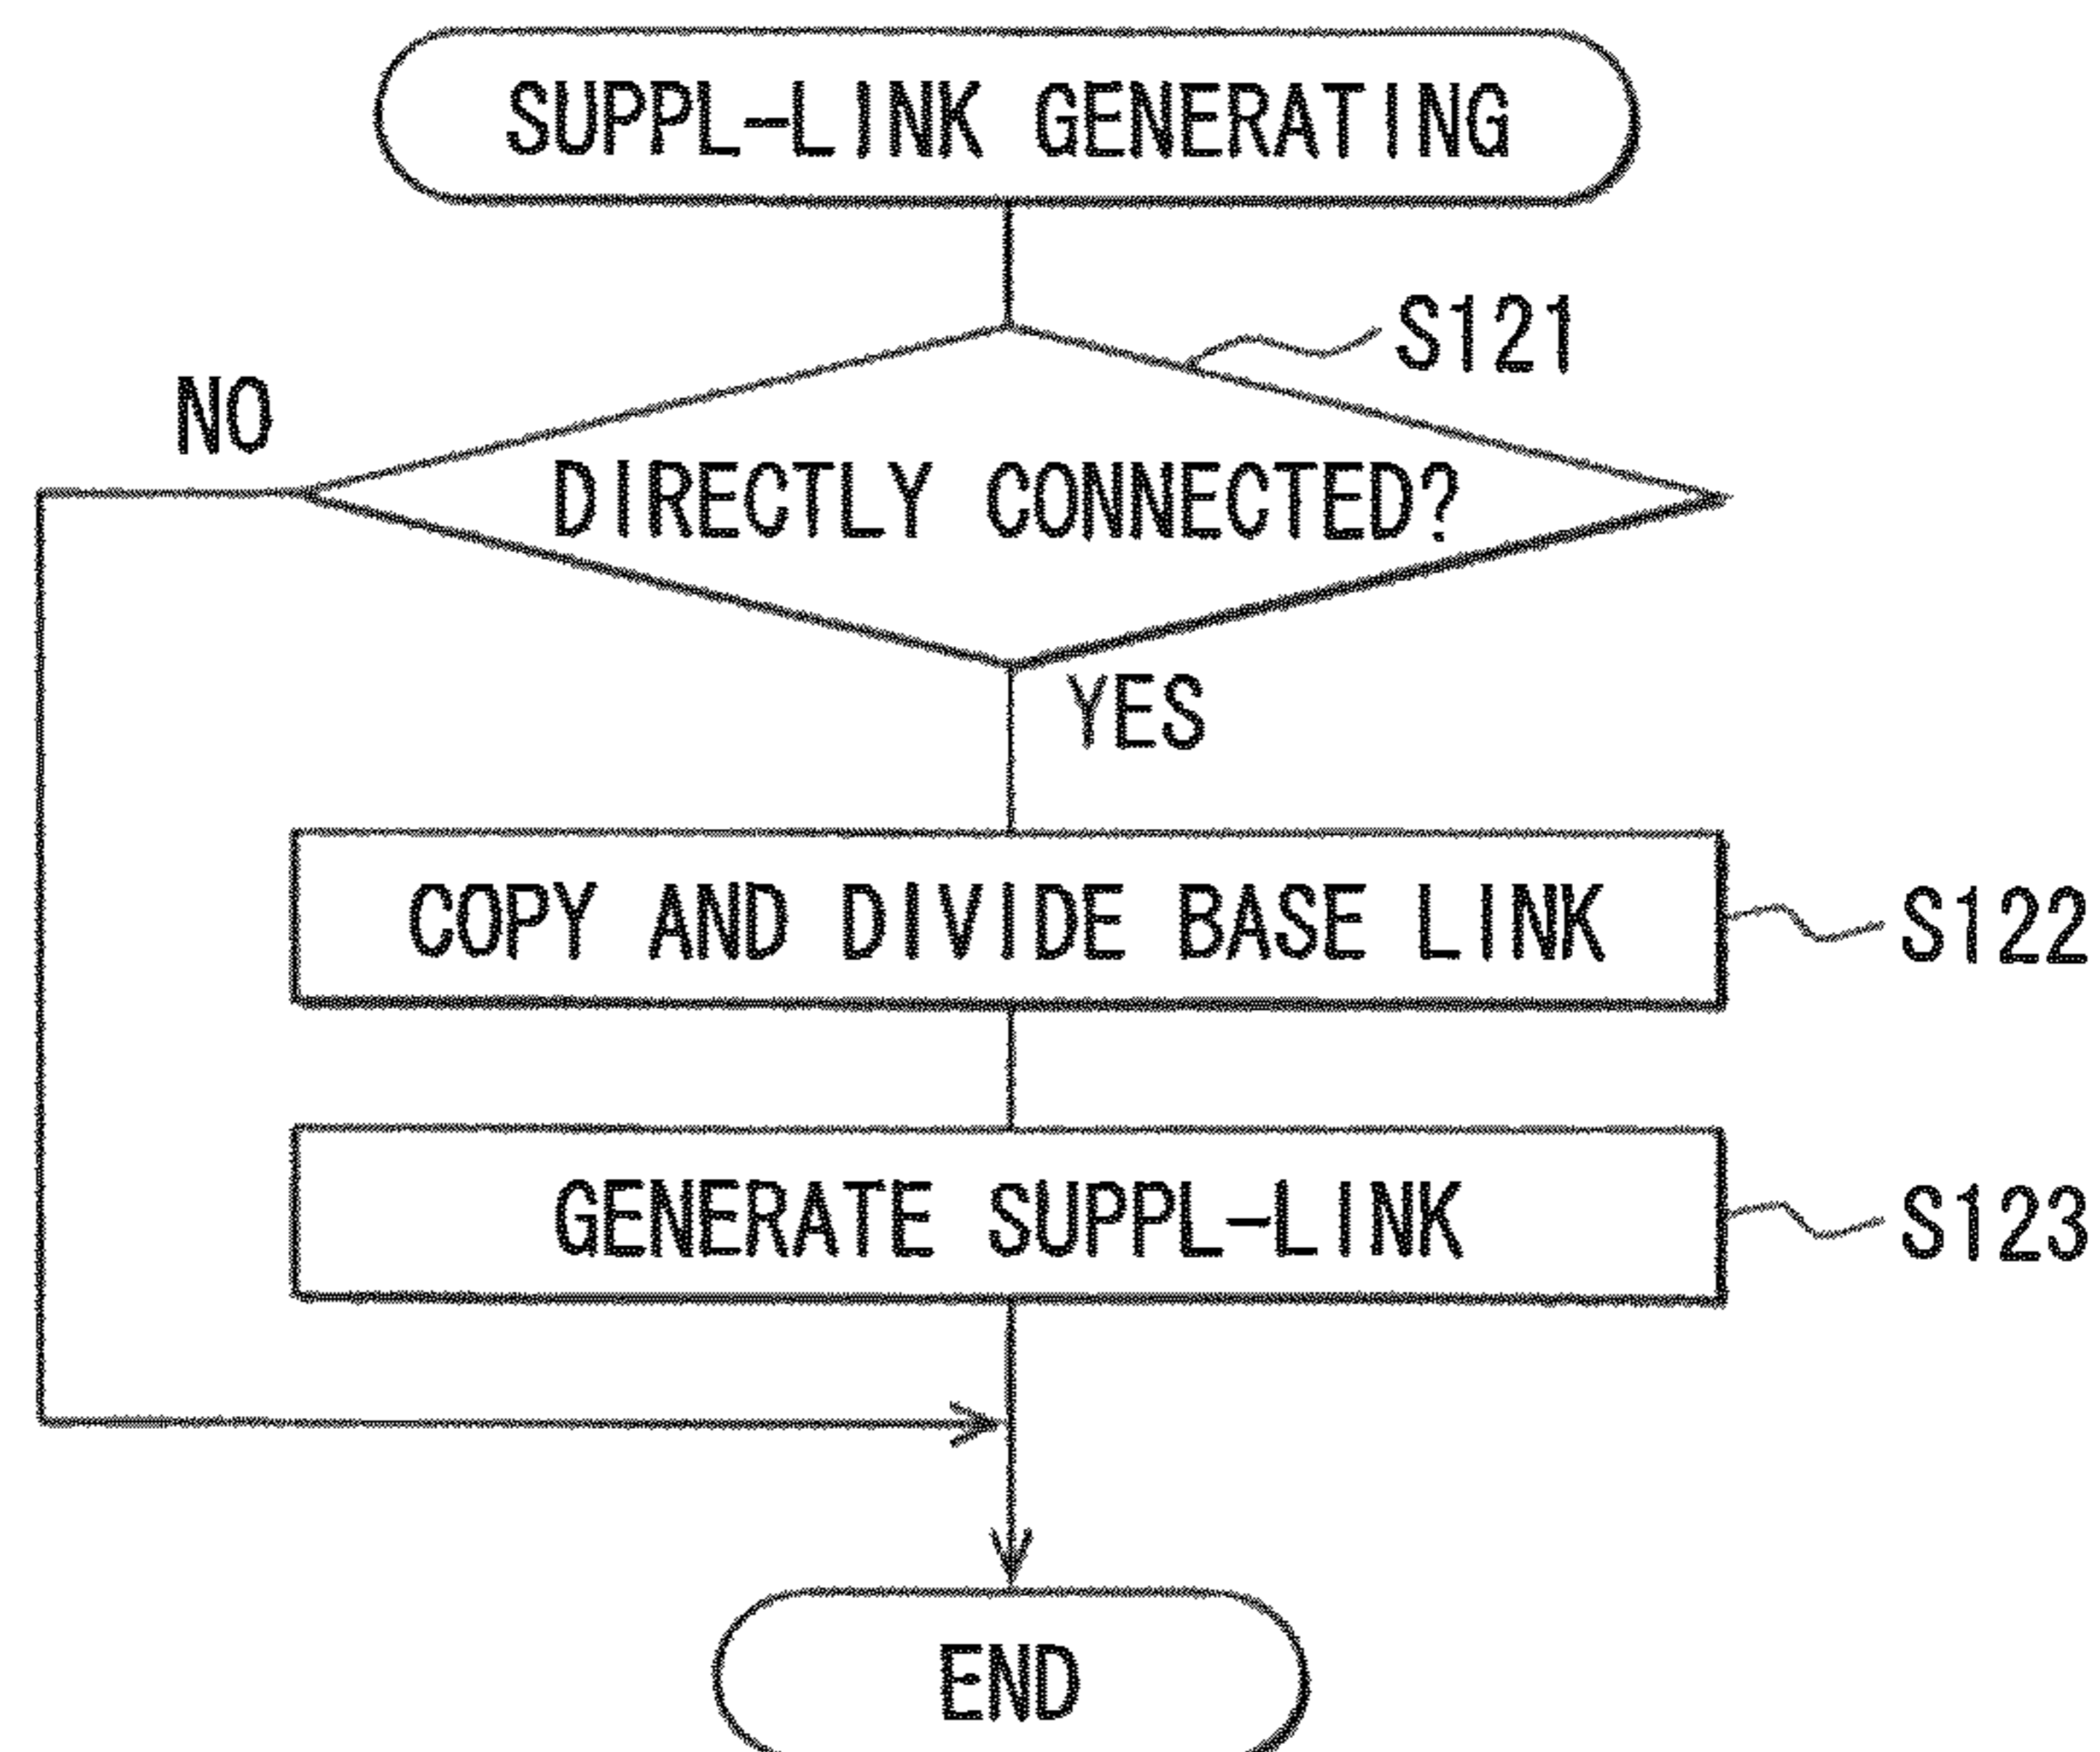 SUPPL-LINK GENERATING
S121
NO
DIRECTLY CONNECTED?
YES
COPY AND DIVIDE BASE LINK
S122
GENERATE SUPPL-LINK
S123
END